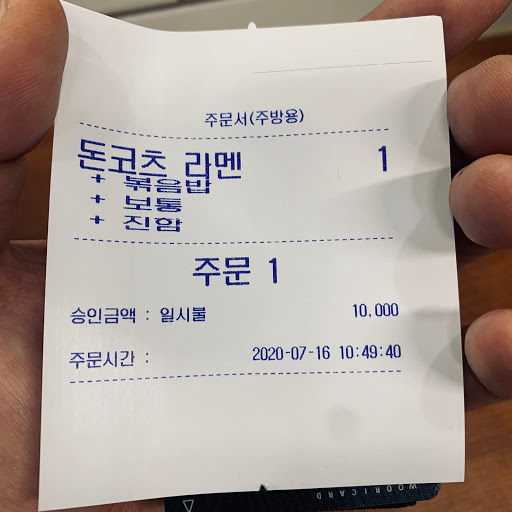 주문서(주방용)
돈코츠 라멘 1
+ 볶음밥
+ 보통
+ 진함
주문 1
승인금액 : 일시불 10,000
주문시간 : 2020-07-16 10:49:40
WOORICARD